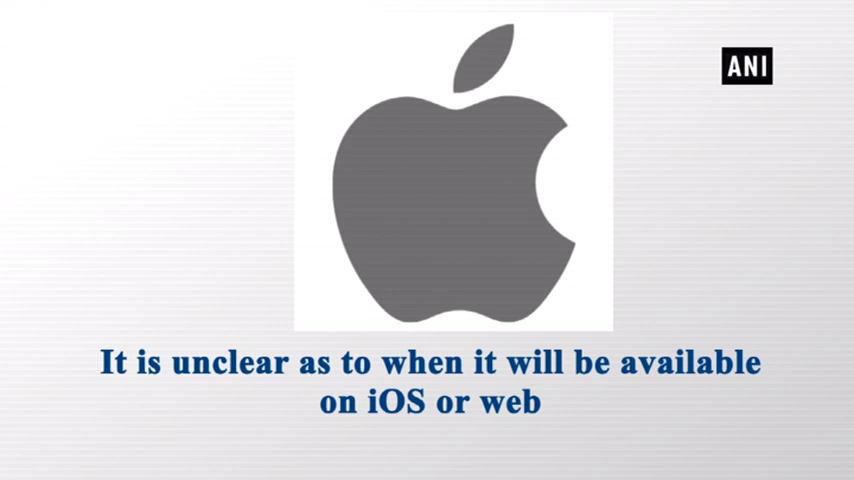 ANI
It is unclear as to when it will be available
on iOS or web